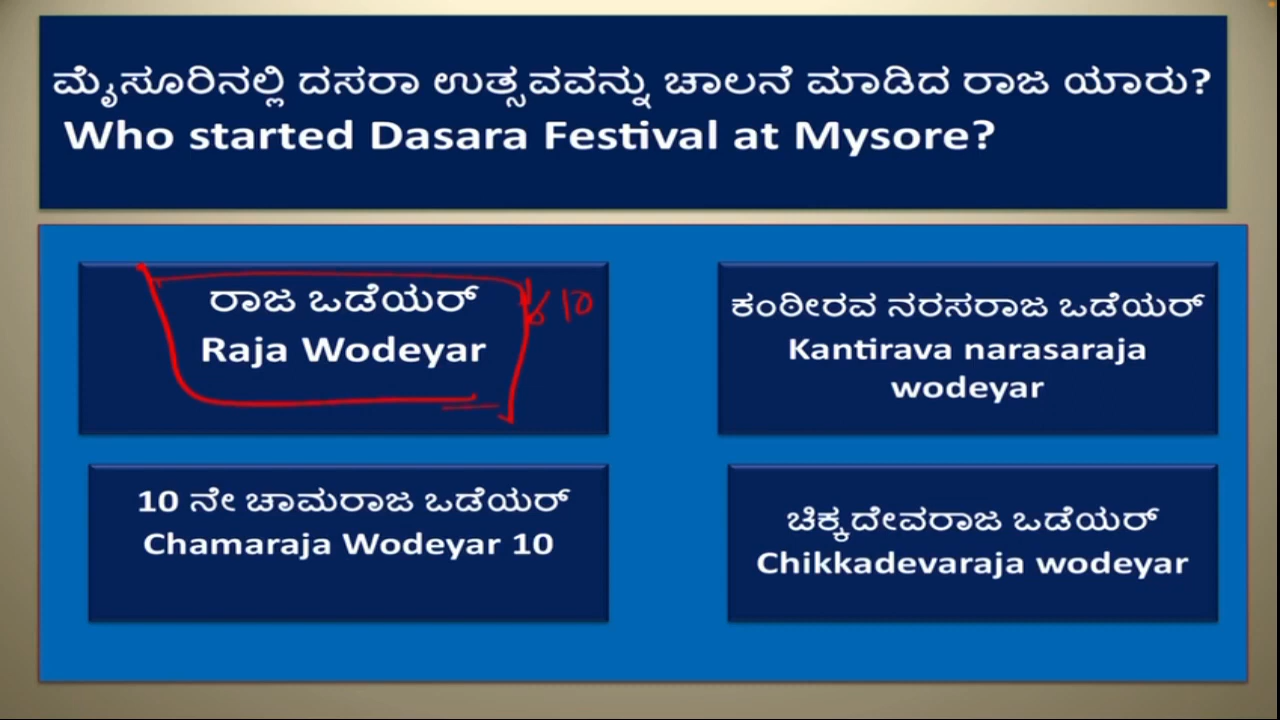 ಮೈಸೂರಿನಲ್ಲಿ ದಸರಾ ಉತ್ಸವವನ್ನು ಚಾಲನೆ ಮಾಡಿದ ರಾಜ ಯಾರು?
Who started Dasara Festival at Mysore?
ರಾಜ ಒಡೆಯರ್
Raja Wodeyar
ಕಂಠೀರವ ನರಸರಾಜ ಒಡೆಯರ್
Kantirava narasaraja
wodeyar
10 ನೇ ಚಾಮರಾಜ ಒಡೆಯರ್
Chamaraja Wodeyar 10
ಚಿಕ್ಕದೇವರಾಜ ಒಡೆಯರ್
Chikkadevaraja wodeyar